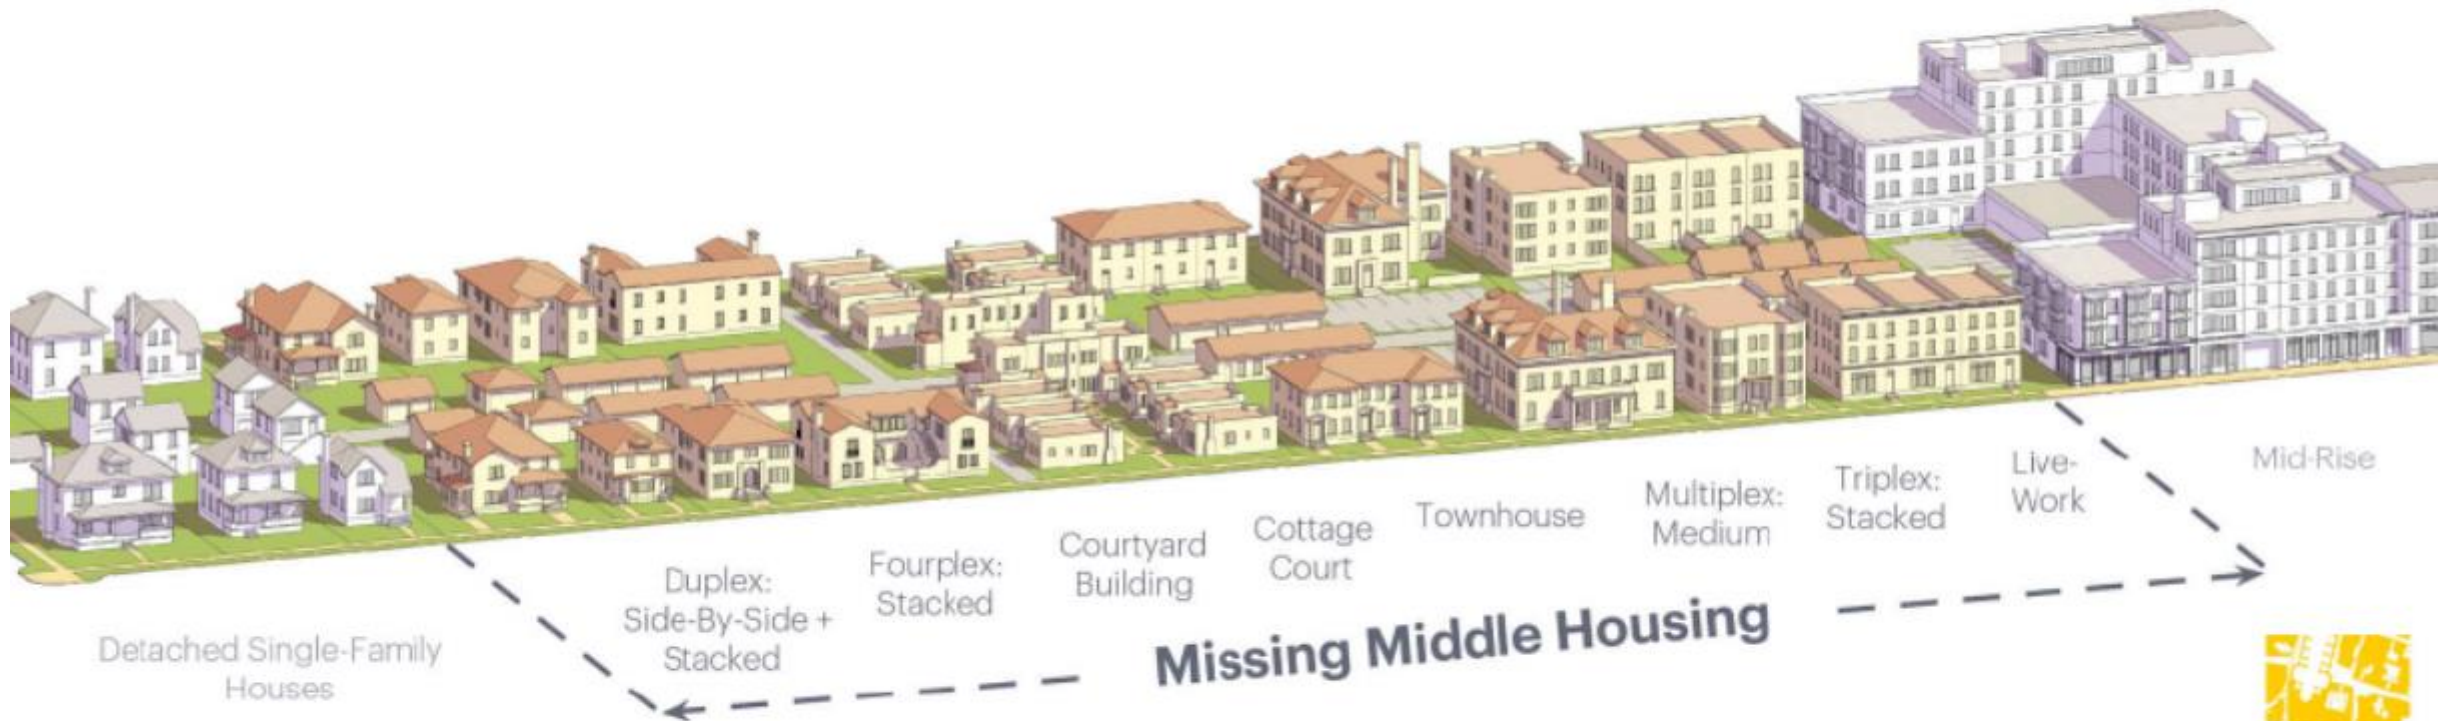 Detached Single-Family
Houses
Duplex:
Side-By-Side +
Stacked
Fourplex:
Stacked
Courtyard
Building
Cottage
Court
Townhouse
Multiplex:
Medium
Triplex:
Stacked
Live-
Work
Mid-Rise
Missing Middle Housing